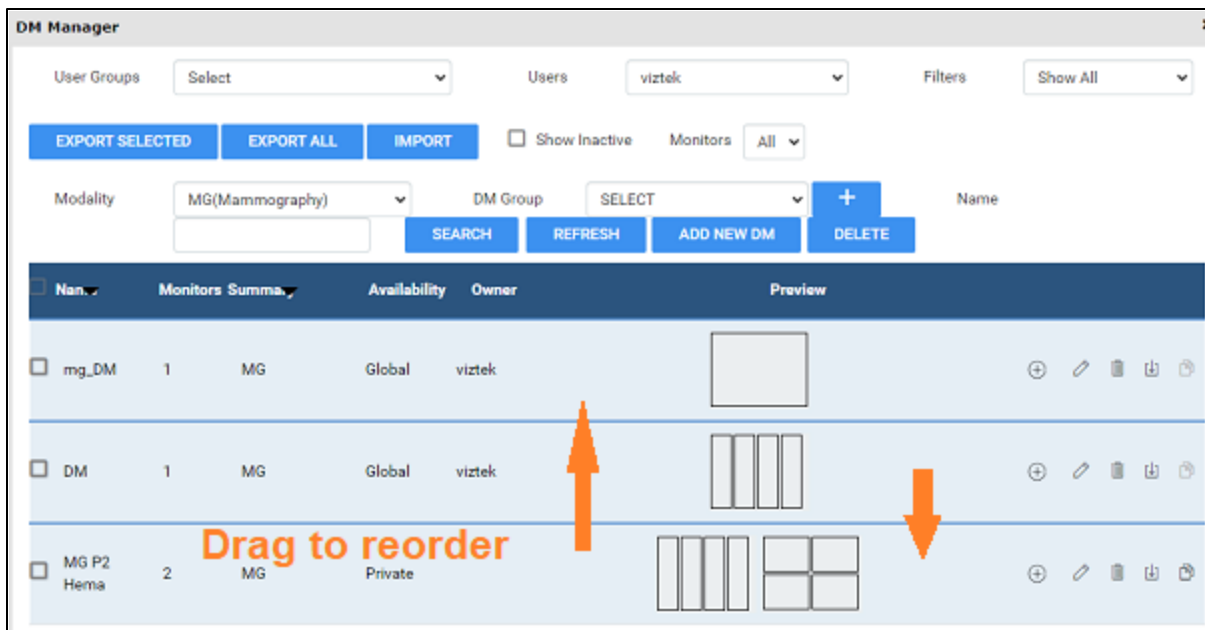 DM Manager
User Groups Select Users viztek Filters Show All
EXPORT SELECTED EXPORT ALL IMPORT Show Inactive Monitors All
Modality MG(Mammography) DM Group SELECT + Name
SEARCH REFRESH ADD NEW DM DELETE
Monitors Availability Owner Preview
mg_DM 1 MG Global viztek
DM 1 MG Global viztek
Drag to reorder
MG P2
Hema 2 MG Private